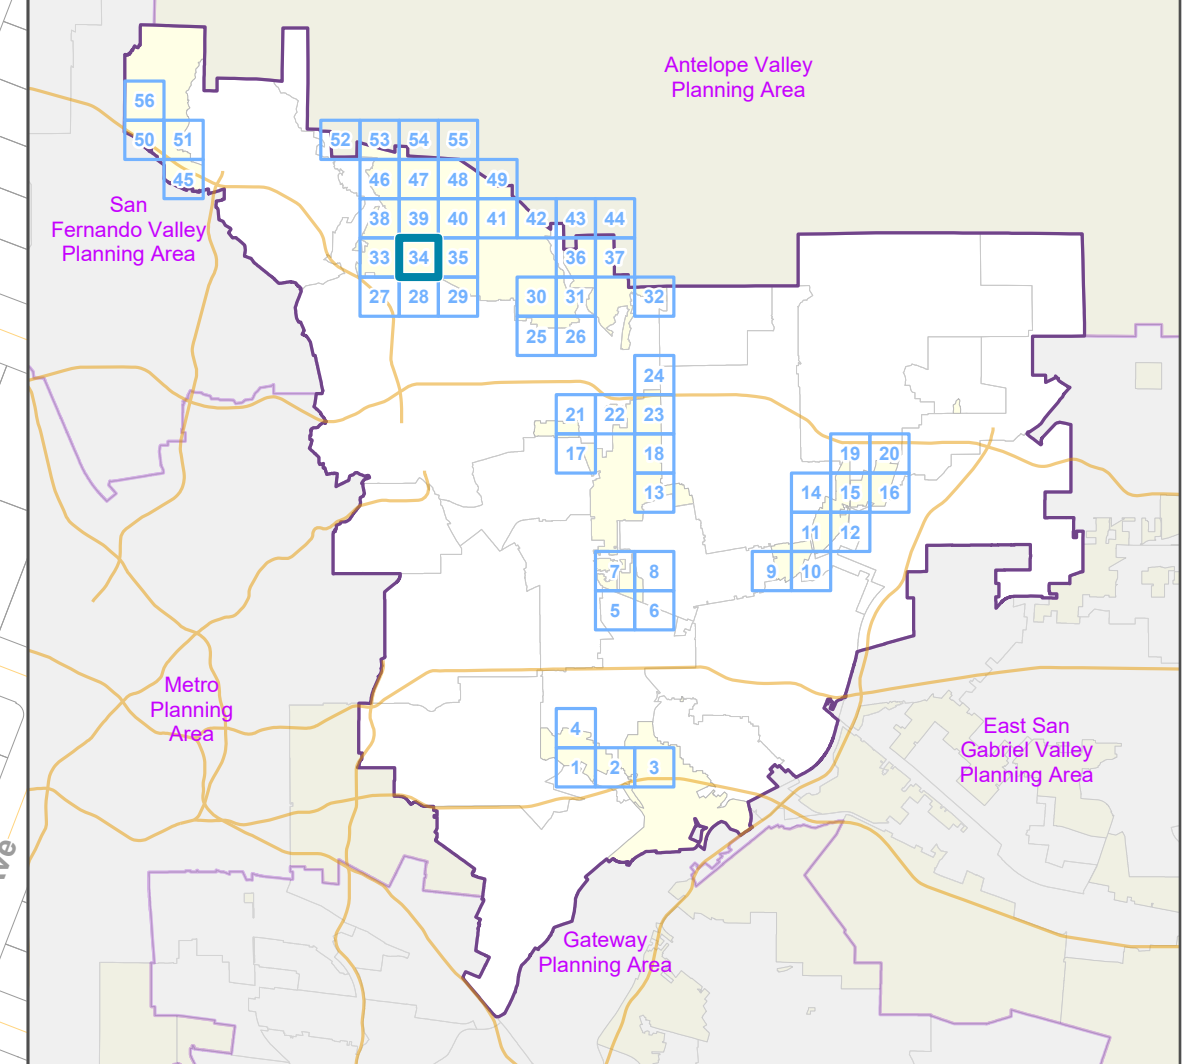 Antelope Valley
Planning Area
56
50 51
45
52 53 54 55
46 47 48 49
San
Fernando Valley
Planning Area
38 39 40 41 42 43 44
33 34 35 36 37
27 28 29 30 31 32
25 26
24
21 22 23
17 18
19 20
13
14 15 16
11 12
7 8
9 10
5 6
Metro
Planning
Area
4
East San
Gabriel Valley
Planning Area
1 2 3
ve
Gateway
Planning Area